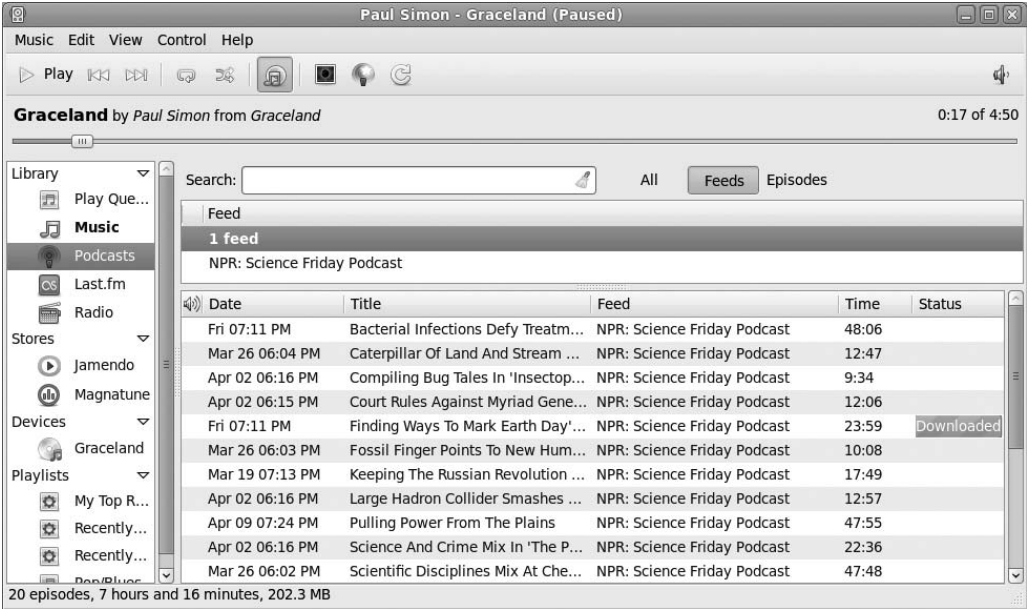 Paul Simon - Graceland (Paused)
Music Edit View Control Help
Play
Graceland by Paul Simon from Graceland 0:17 of 4:50
Library
Play Que...
Music
Podcasts
Last.fm
Radio
Stores
Jamendo
Magnatune
Devices
Graceland
Playlists
My Top R...
Recently...
Recently...
Search: All Feeds Episodes
Feed
1 feed
NPR: Science Friday Podcast
Date Title Feed Time Status
Fri 07:11 PM Bacterial Infections Defy Treatm... NPR: Science Friday Podcast 48:06
Mar 26 06:04 PM Caterpillar Of Land And Stream ... NPR: Science Friday Podcast 12:47
Apr 02 06:16 PM Compiling Bug Tales In 'Insectop... NPR: Science Friday Podcast 9:34
Apr 02 06:15 PM Court Rules Against Myriad Gene... NPR: Science Friday Podcast 12:06
Fri 07:11 PM Finding Ways To Mark Earth Day'... NPR: Science Friday Podcast 23:59 Downloaded
Mar 26 06:03 PM Fossil Finger Points To New Hum... NPR: Science Friday Podcast 10:08
Mar 19 07:13 PM Keeping The Russian Revolution ... NPR: Science Friday Podcast 17:49
Apr 02 06:16 PM Large Hadron Collider Smashes ... NPR: Science Friday Podcast 12:57
Apr 09 07:24 PM Pulling Power From The Plains NPR: Science Friday Podcast 47:55
Apr 02 06:16 PM Science And Crime Mix In 'The P... NPR: Science Friday Podcast 22:36
Mar 26 06:02 PM Scientific Disciplines Mix At Che... NPR: Science Friday Podcast 47:48
20 episodes, 7 hours and 16 minutes, 202.3 MB